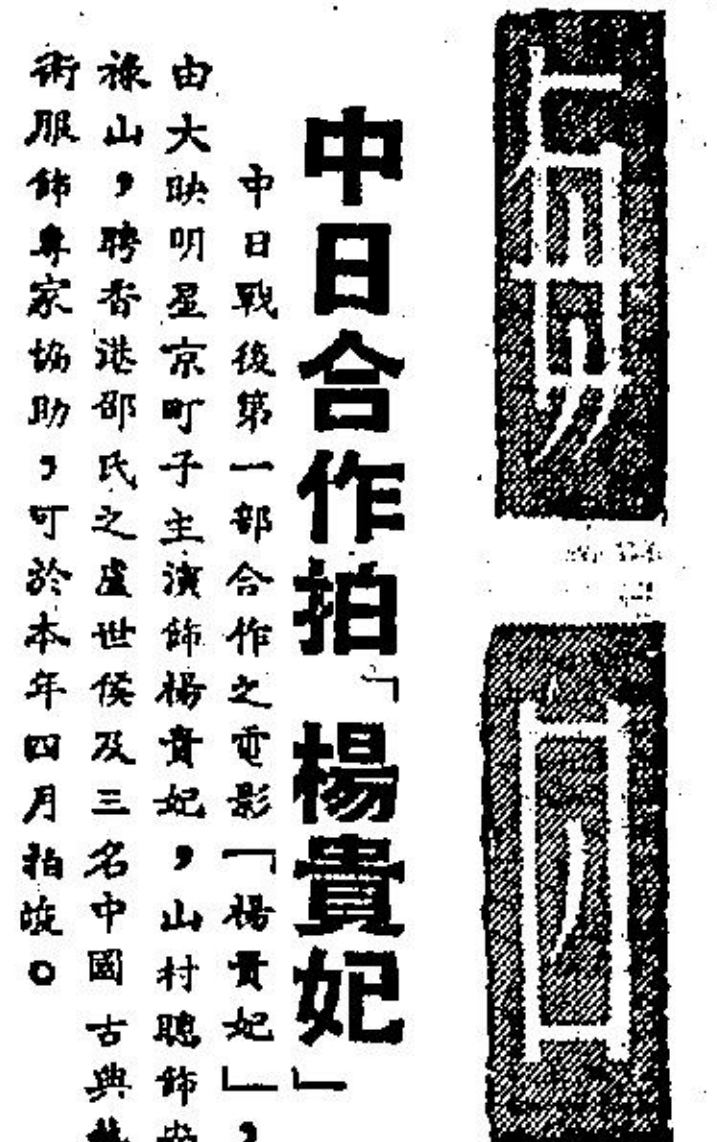 每日
中日合作拍「楊貴妃」
中日戰後第一部合作之電影「楊貴妃」，
由大映明星京町子主演飾楊貴妃，山村聰飾安
祿山，聘香港邵氏之盧世侯及三名中國古典藝
術服飾專家協助，可於本年四月拍竣。